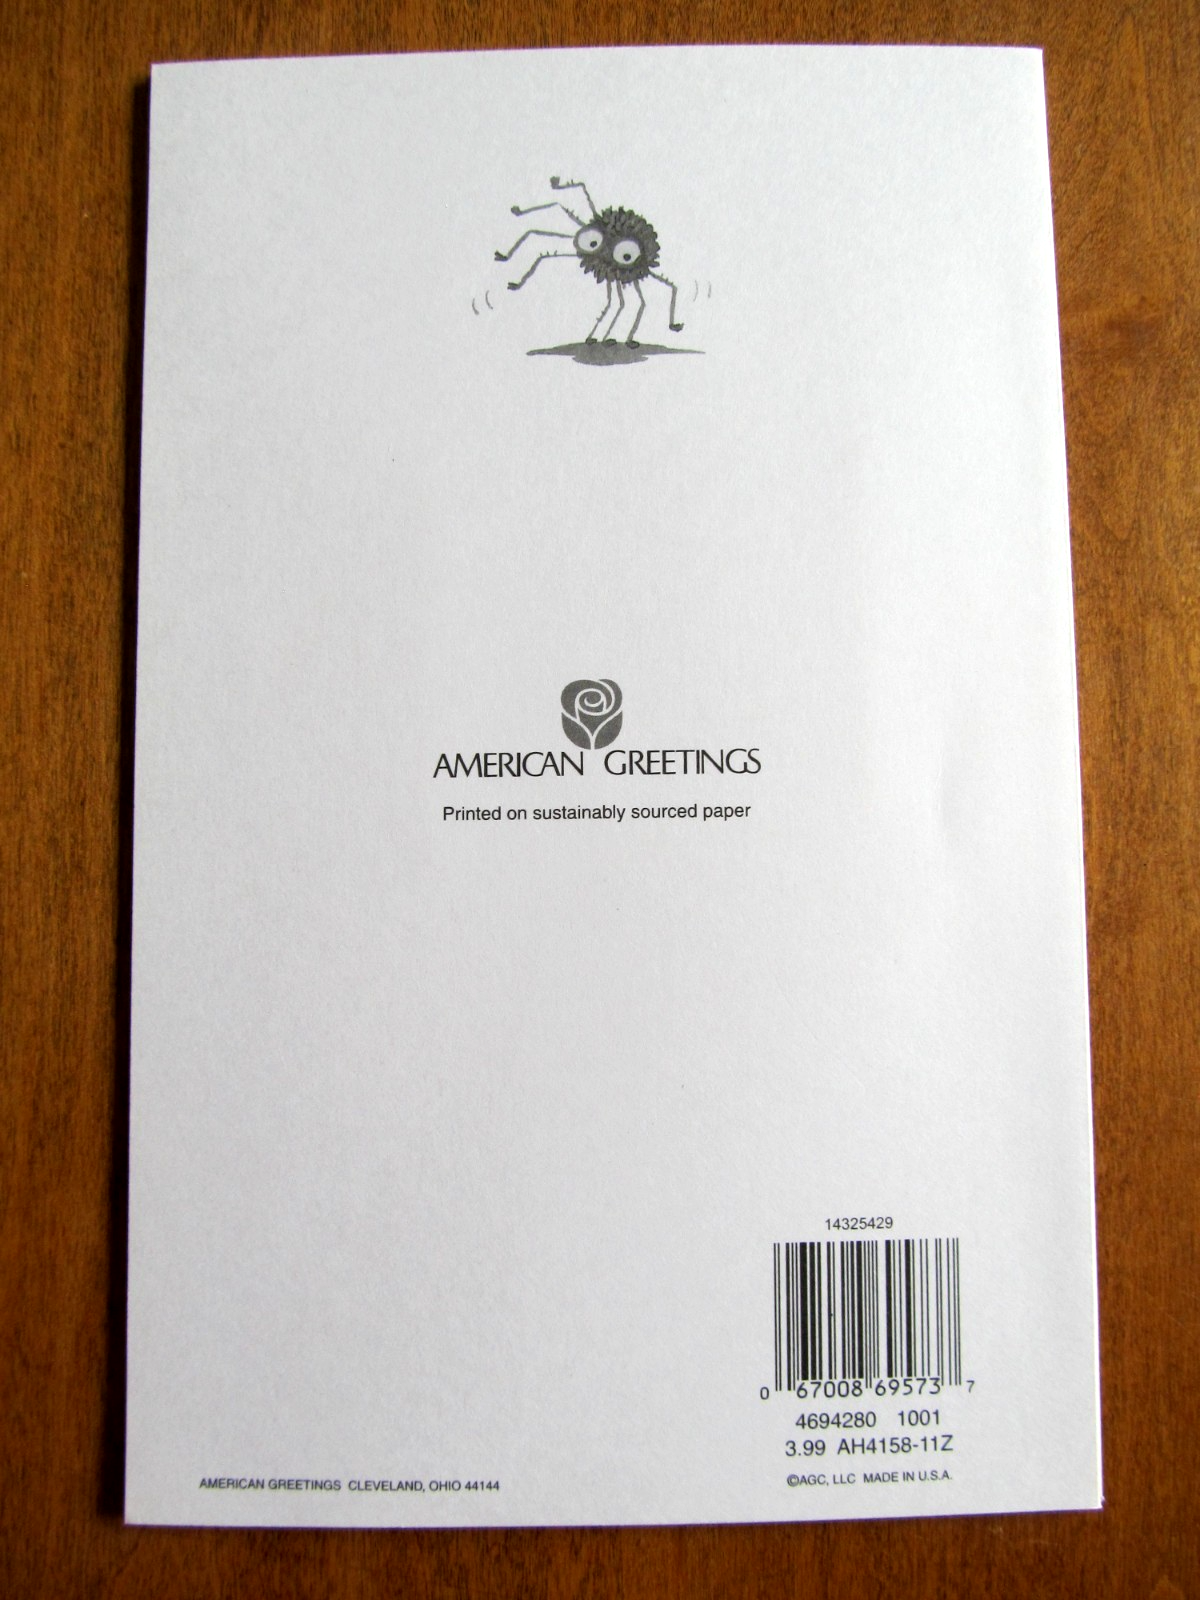 AMERICAN GREETINGS
Printed on sustainably sourced paper
14325429
0 67008 69573 7
4694280 1001
3.99 AH4158-11Z
©AGC, LLC MADE IN U.S.A.
AMERICAN GREETINGS CLEVELAND, OHIO 44144